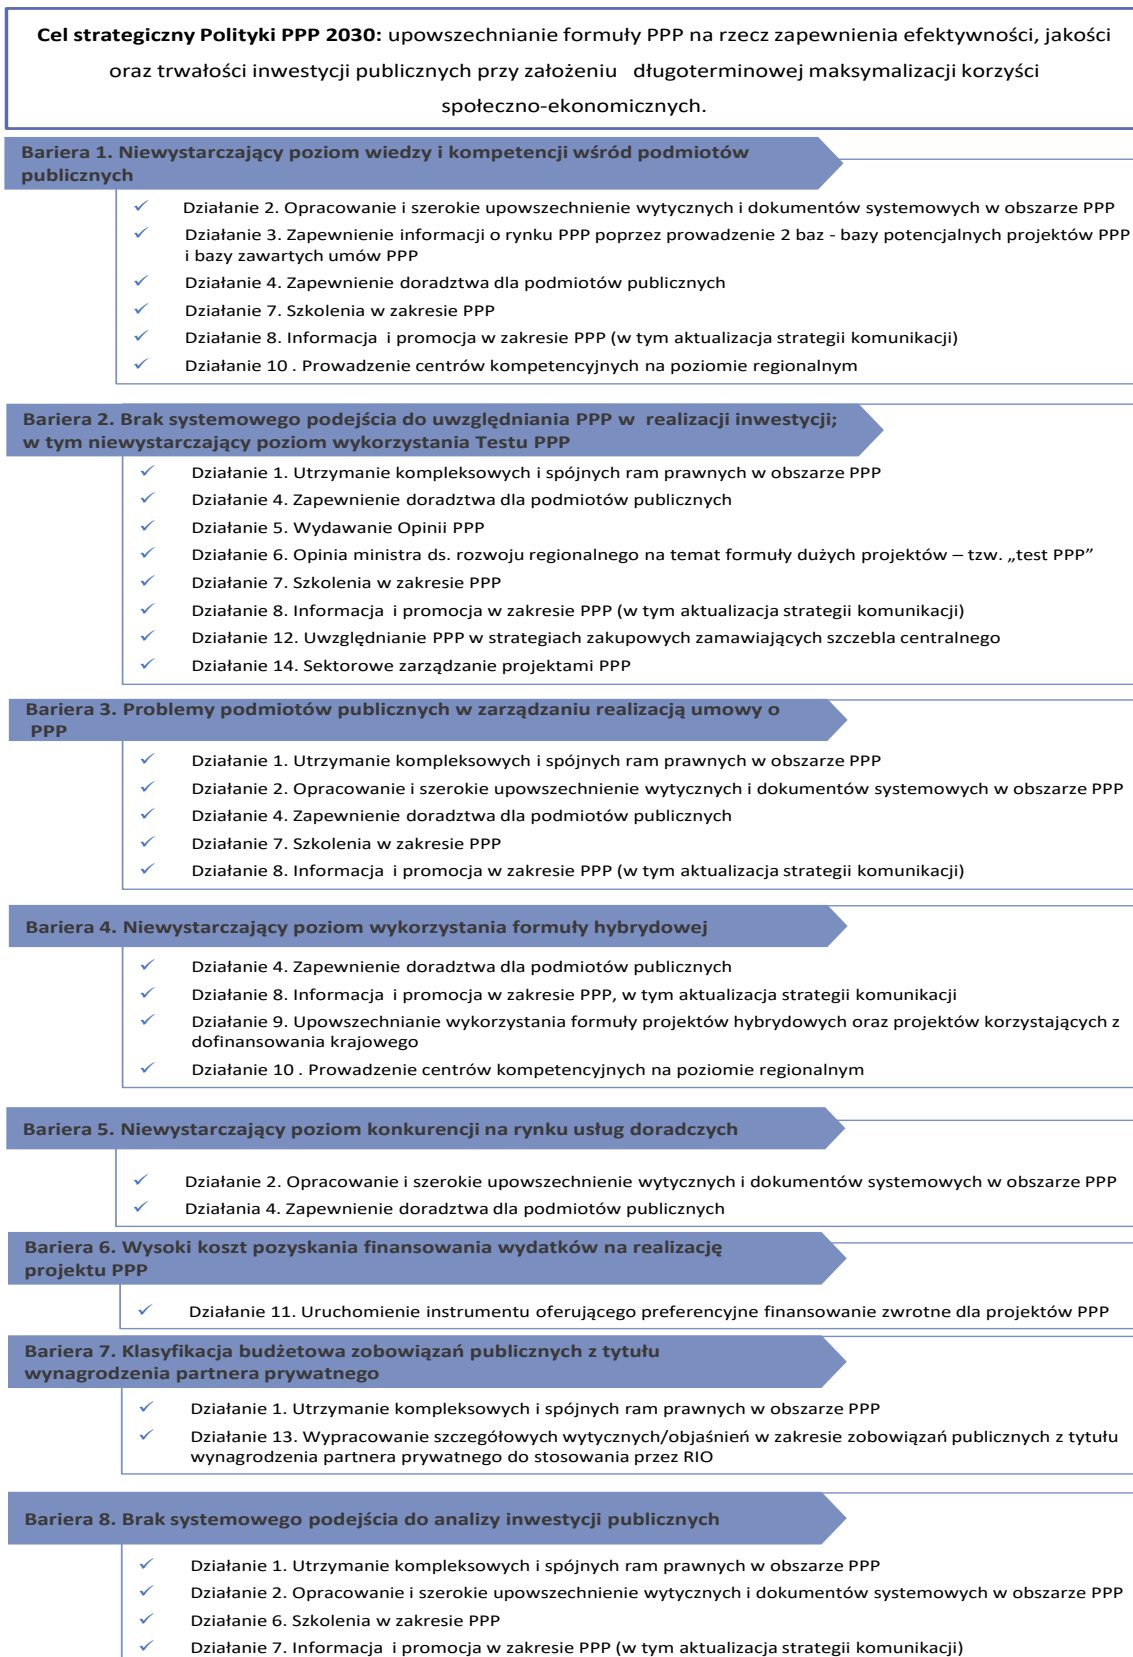 Cel strategiczny Polityki PPP 2030: upowszechnianie formuły PPP na rzecz zapewnienia efektywności, jakości
oraz trwałości inwestycji publicznych przy założeniu długoterminowej maksymalizacji korzyści
społeczno-ekonomicznych.
Bariera 1. Niewystarczający poziom wiedzy i kompetencji wśród podmiotów
publicznych
✓ Działanie 2. Opracowanie i szerokie upowszechnienie wytycznych i dokumentów systemowych w obszarze PPP
✓ Działanie 3. Zapewnienie informacji o rynku PPP poprzez prowadzenie 2 baz - bazy potencjalnych projektów PPP
i bazy zawartych umów PPP
✓ Działanie 4. Zapewnienie doradztwa dla podmiotów publicznych
✓ Działanie 7. Szkolenia w zakresie PPP
✓ Działanie 8. Informacja i promocja w zakresie PPP (w tym aktualizacja strategii komunikacji)
✓ Działanie 10 . Prowadzenie centrów kompetencyjnych na poziomie regionalnym
Bariera 2. Brak systemowego podejścia do uwzględniania PPP w realizacji inwestycji;
w tym niewystarczający poziom wykorzystania Testu PPP
✓ Działanie 1. Utrzymanie kompleksowych i spójnych ram prawnych w obszarze PPP
✓ Działanie 4. Zapewnienie doradztwa dla podmiotów publicznych
✓ Działanie 5. Wydawanie Opinii PPP
✓ Działanie 6. Opinia ministra ds. rozwoju regionalnego na temat formuły dużych projektów – tzw. „test PPP”
✓ Działanie 7. Szkolenia w zakresie PPP
✓ Działanie 8. Informacja i promocja w zakresie PPP (w tym aktualizacja strategii komunikacji)
✓ Działanie 12. Uwzględnianie PPP w strategiach zakupowych zamawiających szczebla centralnego
✓ Działanie 14. Sektorowe zarządzanie projektami PPP
Bariera 3. Problemy podmiotów publicznych w zarządzaniu realizacją umowy o
PPP
✓ Działanie 1. Utrzymanie kompleksowych i spójnych ram prawnych w obszarze PPP
✓ Działanie 2. Opracowanie i szerokie upowszechnienie wytycznych i dokumentów systemowych w obszarze PPP
✓ Działanie 4. Zapewnienie doradztwa dla podmiotów publicznych
✓ Działanie 7. Szkolenia w zakresie PPP
✓ Działanie 8. Informacja i promocja w zakresie PPP (w tym aktualizacja strategii komunikacji)
Bariera 4. Niewystarczający poziom wykorzystania formuły hybrydowej
✓ Działanie 4. Zapewnienie doradztwa dla podmiotów publicznych
✓ Działanie 8. Informacja i promocja w zakresie PPP, w tym aktualizacja strategii komunikacji
✓ Działanie 9. Upowszechnianie wykorzystania formuły projektów hybrydowych oraz projektów korzystających z
dofinansowania krajowego
✓ Działanie 10 . Prowadzenie centrów kompetencyjnych na poziomie regionalnym
Bariera 5. Niewystarczający poziom konkurencji na rynku usług doradczych
✓ Działanie 2. Opracowanie i szerokie upowszechnienie wytycznych i dokumentów systemowych w obszarze PPP
✓ Działania 4. Zapewnienie doradztwa dla podmiotów publicznych
Bariera 6. Wysoki koszt pozyskania finansowania wydatków na realizację
projektu PPP
✓ Działanie 11. Uruchomienie instrumentu oferującego preferencyjne finansowanie zwrotne dla projektów PPP
Bariera 7. Klasyfikacja budżetowa zobowiązań publicznych z tytułu
wynagrodzenia partnera prywatnego
✓ Działanie 1. Utrzymanie kompleksowych i spójnych ram prawnych w obszarze PPP
✓ Działanie 13. Wypracowanie szczegółowych wytycznych/objaśnień w zakresie zobowiązań publicznych z tytułu
wynagrodzenia partnera prywatnego do stosowania przez RIO
Bariera 8. Brak systemowego podejścia do analizy inwestycji publicznych
✓ Działanie 1. Utrzymanie kompleksowych i spójnych ram prawnych w obszarze PPP
✓ Działanie 2. Opracowanie i szerokie upowszechnienie wytycznych i dokumentów systemowych w obszarze PPP
✓ Działanie 6. Szkolenia w zakresie PPP
✓ Działanie 7. Informacja i promocja w zakresie PPP (w tym aktualizacja strategii komunikacji)